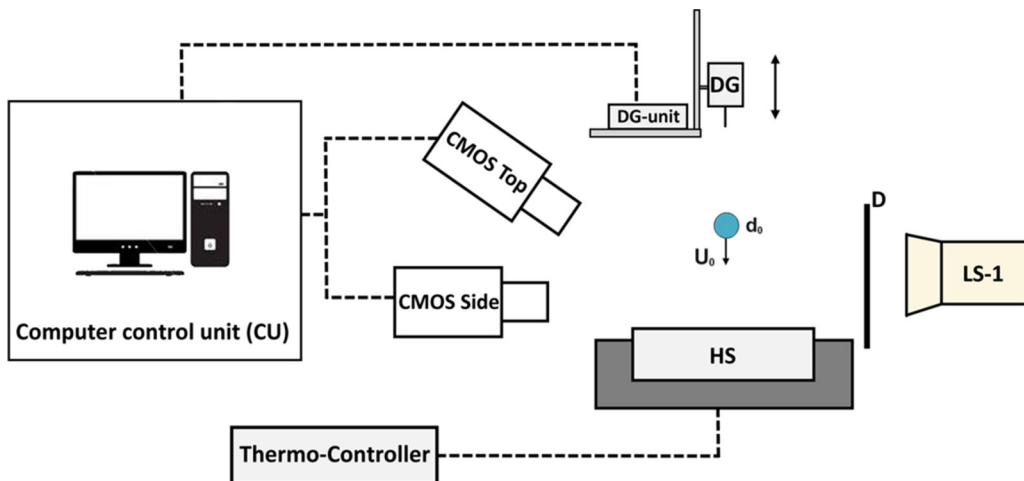 DG
DG-unit
CMOS Top
D
d₀
U₀
LS-1
CMOS Side
Computer control unit (CU)
HS
Thermo-Controller